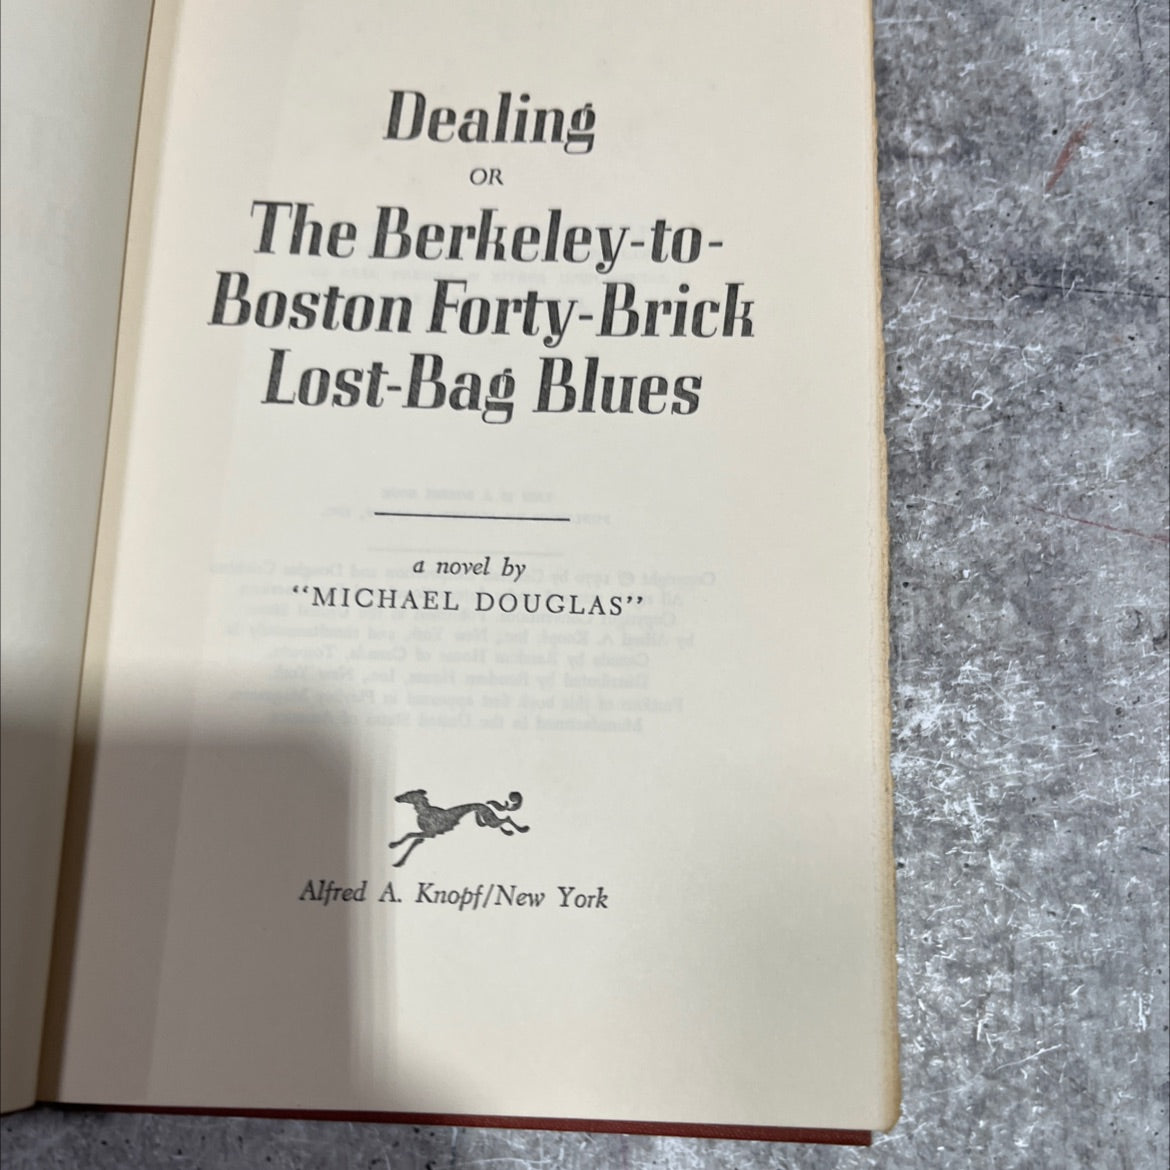 Dealing
OR
The Berkeley-to-
Boston Forty-Brick
Lost-Bag Blues
a novel by
“MICHAEL DOUGLAS”
Alfred A. Knopf/New York